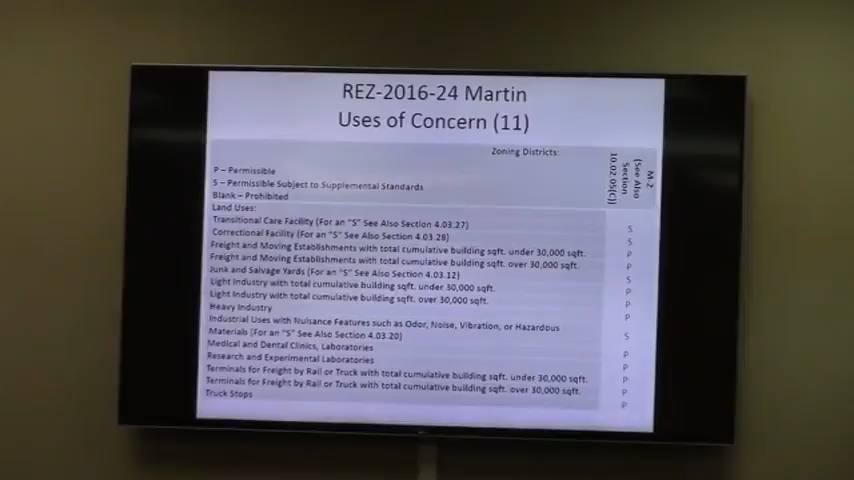 REZ-2016-24 Martin
Uses of Concern (11)
Zoning Districts:
M-2
(See Also
Section
10.02.05(C))
P – Permissible
S – Permissible Subject to Supplemental Standards
Blank – Prohibited
Land Uses:
Transitional Care Facility (For an "S" See Also Section 4.03.27) S
Correctional Facility (For an "S" See Also Section 4.03.28) S
Freight and Moving Establishments with total cumulative building sqft. under 30,000 sqft. P
Freight and Moving Establishments with total cumulative building sqft. over 30,000 sqft. P
Junk and Salvage Yards (For an "S" See Also Section 4.03.12) S
Light Industry with total cumulative building sqft. under 30,000 sqft. P
Light Industry with total cumulative building sqft. over 30,000 sqft. P
Heavy Industry P
Industrial Uses with Nuisance Features such as Odor, Noise, Vibration, or Hazardous
Materials (For an "S" See Also Section 4.03.20) S
Medical and Dental Clinics, Laboratories P
Research and Experimental Laboratories P
Terminals for Freight by Rail or Truck with total cumulative building sqft. under 30,000 sqft. P
Terminals for Freight by Rail or Truck with total cumulative building sqft. over 30,000 sqft. P
Truck Stops P